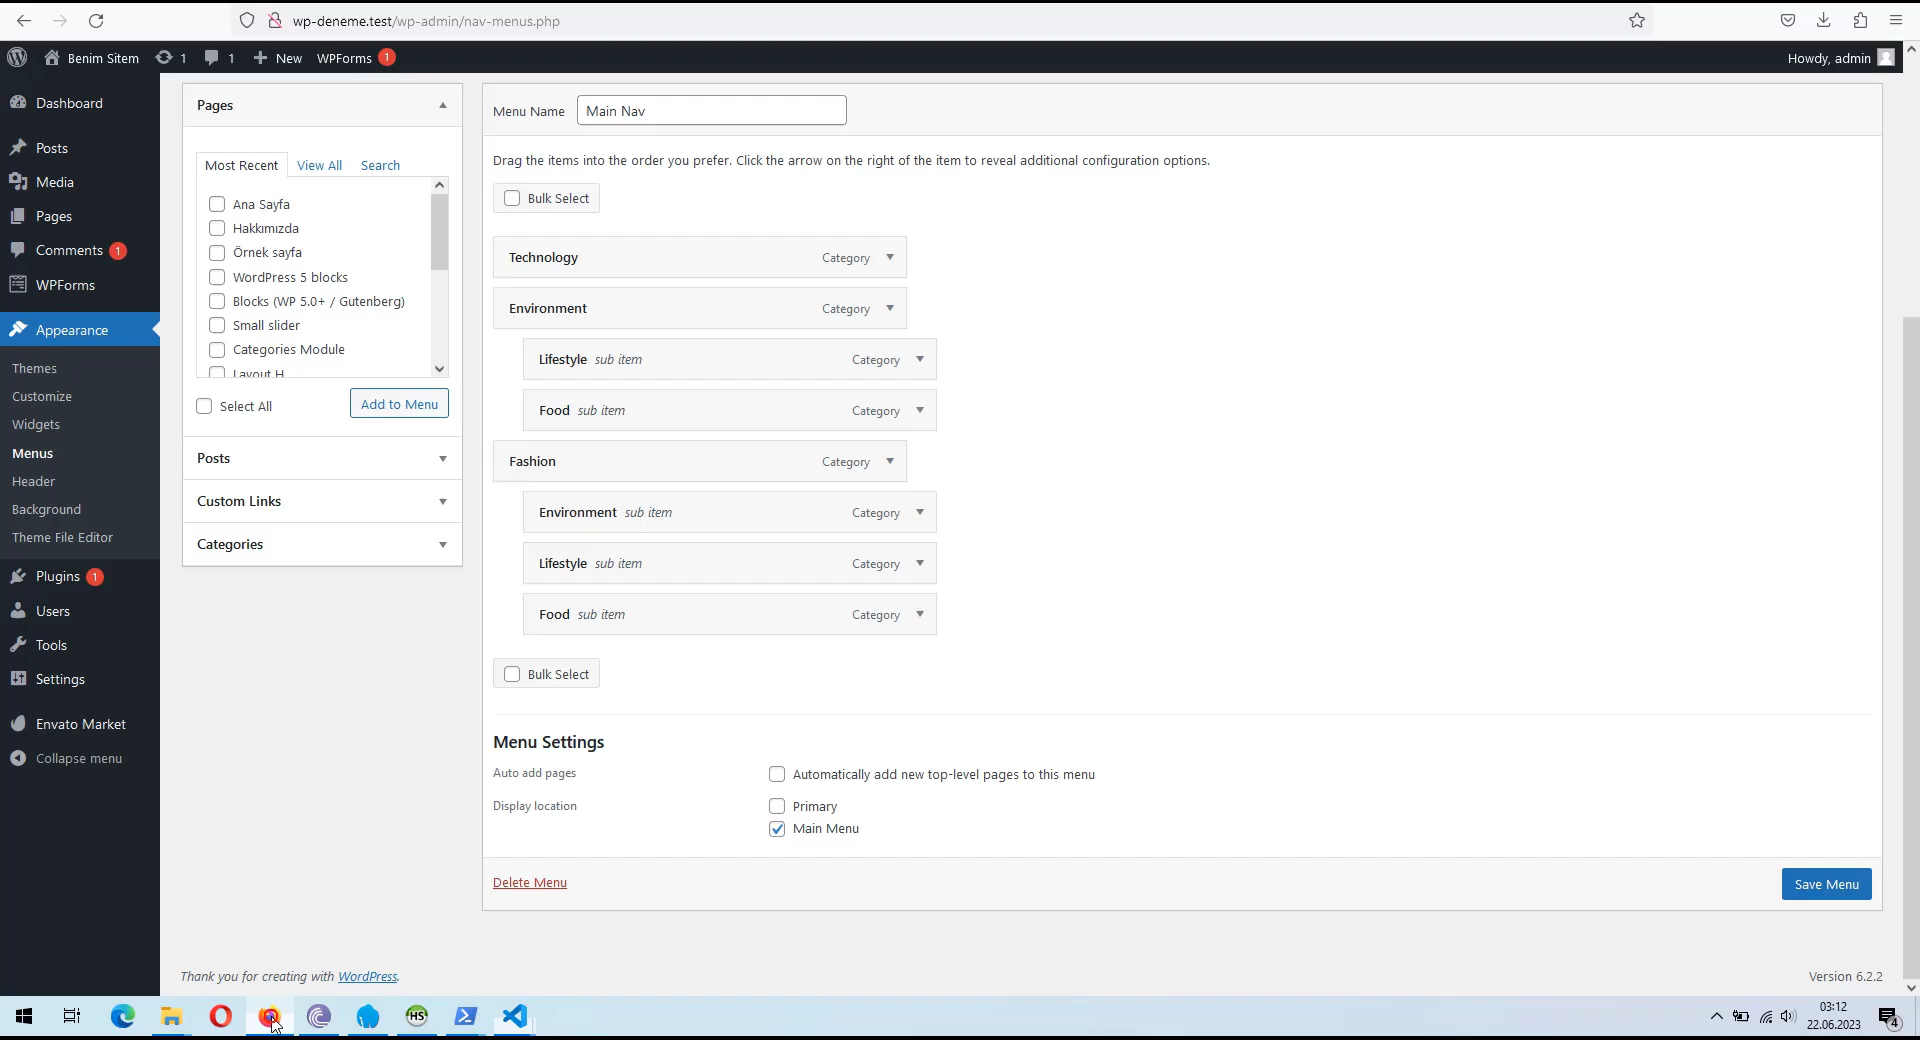 wp-deneme.test/wp-admin/nav-menus.php
Benim Sitem 1 1 New WPForms 1 Howdy, admin
Dashboard
Posts
Media
Pages
Comments 1
WPForms
Appearance
Themes
Customize
Widgets
Menus
Header
Background
Theme File Editor
Plugins 1
Users
Tools
Settings
Envato Market
Collapse menu
Pages
Most Recent View All Search
Ana Sayfa
Hakkımızda
Örnek sayfa
WordPress 5 blocks
Blocks (WP 5.0+ / Gutenberg)
Small slider
Categories Module
Layout H
Select All Add to Menu
Posts
Custom Links
Categories
Menu Name Main Nav
Drag the items into the order you prefer. Click the arrow on the right of the item to reveal additional configuration options.
Bulk Select
Technology Category
Environment Category
Lifestyle sub item Category
Food sub item Category
Fashion Category
Environment sub item Category
Lifestyle sub item Category
Food sub item Category
Bulk Select
Menu Settings
Auto add pages Automatically add new top-level pages to this menu
Display location Primary
Main Menu
Delete Menu Save Menu
Thank you for creating with WordPress. Version 6.2.2
HS
03:12
22.06.2023
4